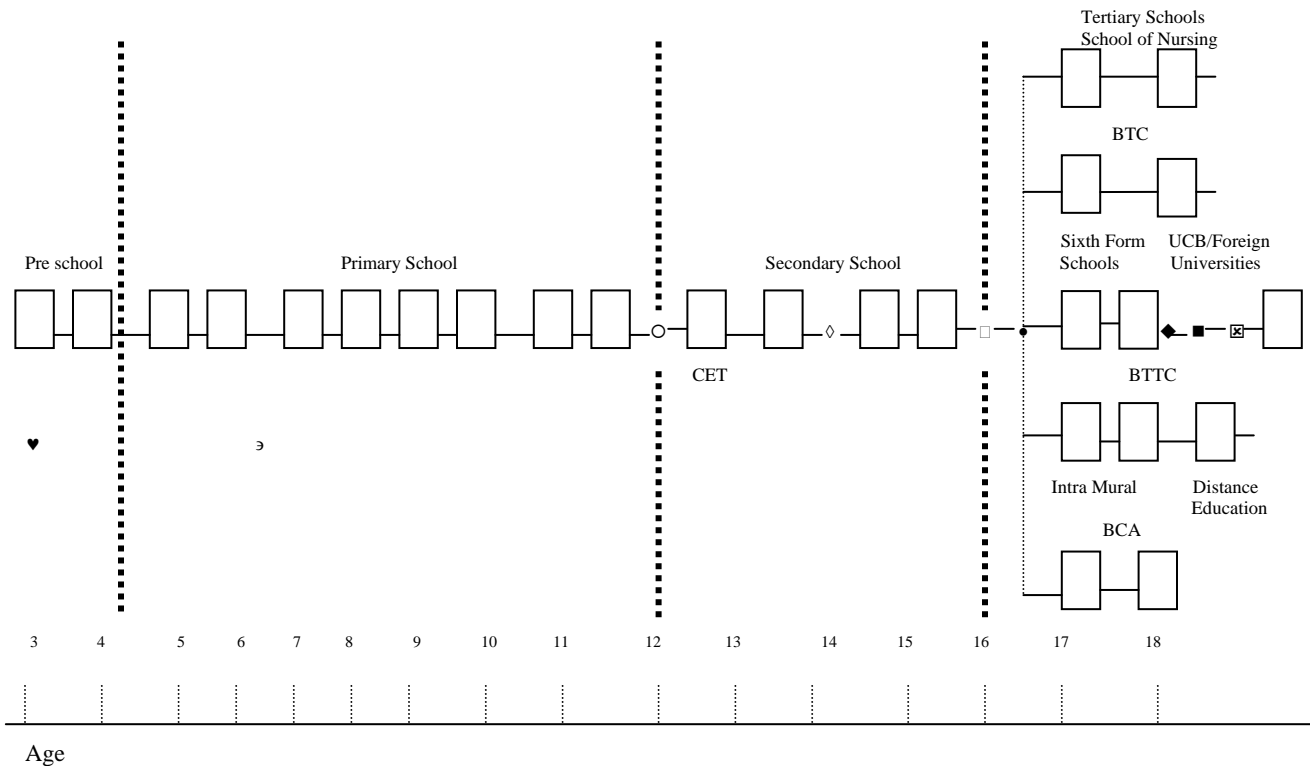 Tertiary Schools
School of Nursing
BTC
Sixth Form
Schools
UCB/Foreign
Universities
Pre school
Primary School
Secondary School
CET
BTTC
Intra Mural
Distance
Education
BCA
3 4 5 6 7 8 9 10 11 12 13 14 15 16 17 18
Age